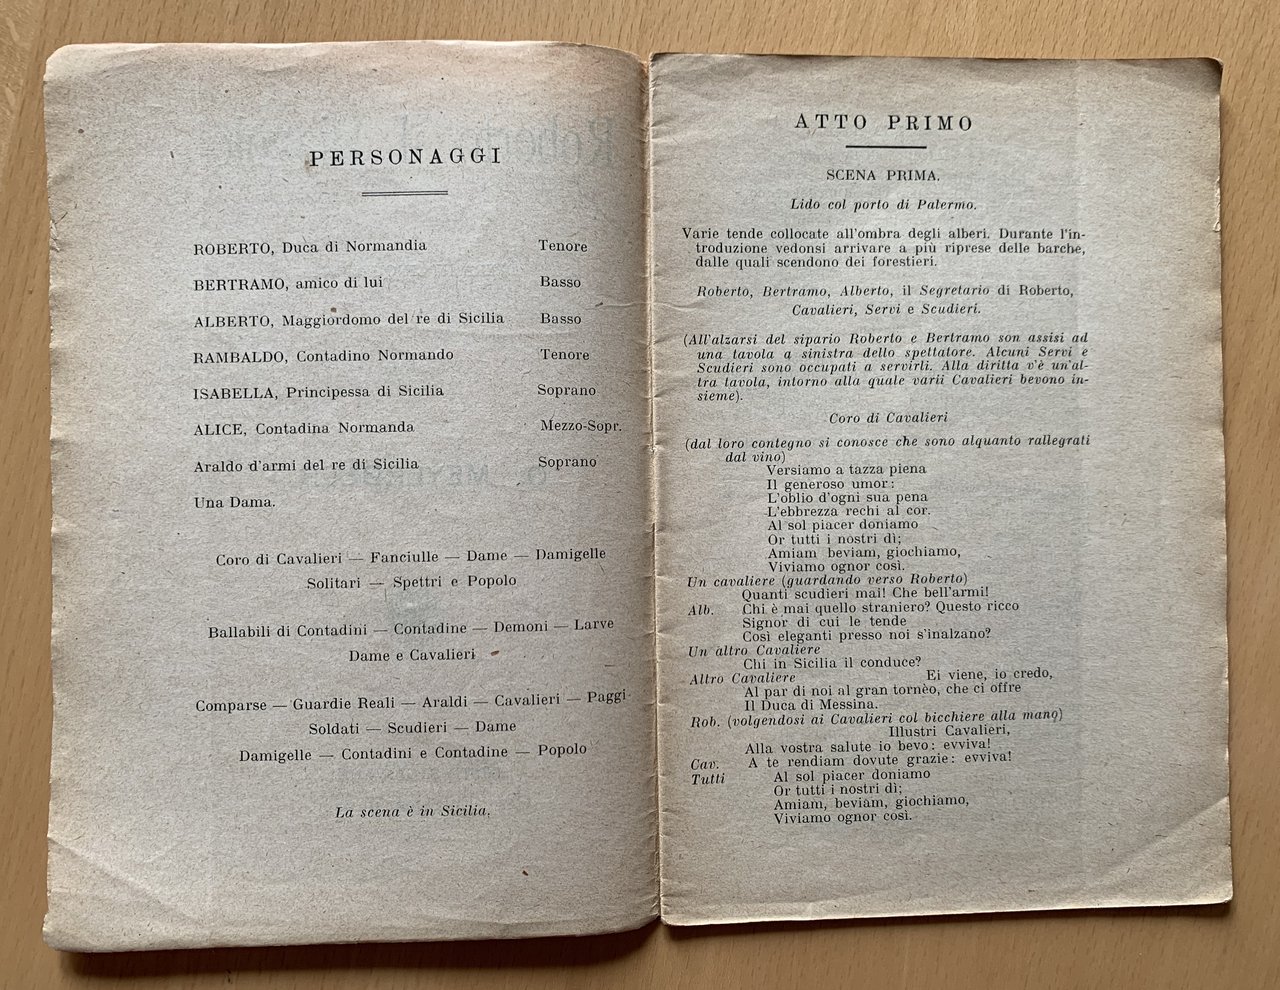 PERSONAGGI
ROBERTO, Duca di Normandia Tenore
BERTRAMO, amico di lui Basso
ALBERTO, Maggiordomo del re di Sicilia Basso
RAMBALDO, Contadino Normando Tenore
ISABELLA, Principessa di Sicilia Soprano
ALICE, Contadina Normanda Mezzo-Sopr.
Araldo d'armi del re di Sicilia Soprano
Una Dama.
Coro di Cavalieri — Fanciulle — Dame — Damigelle
Solitari — Spettri e Popolo
Ballabili di Contadini — Contadine — Demoni — Larve
Dame e Cavalieri
Comparse — Guardie Reali — Araldi — Cavalieri — Paggi
Soldati — Scudieri — Dame
Damigelle — Contadini e Contadine — Popolo
La scena è in Sicilia.
ATTO PRIMO
SCENA PRIMA.
Lido col porto di Palermo.
Varie tende collocate all'ombra degli alberi. Durante l'in-
troduzione vedonsi arrivare a più riprese delle barche,
dalle quali scendono dei forestieri.
Roberto, Bertramo, Alberto, il Segretario di Roberto,
Cavalieri, Servi e Scudieri.
(All'alzarsi del sipario Roberto e Bertramo son assisi ad
una tavola a sinistra dello spettatore. Alcuni Servi e
Scudieri sono occupati a servirli. Alla diritta v'è un'al-
tra tavola, intorno alla quale varii Cavalieri bevono in-
sieme).
Coro di Cavalieri
(dal loro contegno si conosce che sono alquanto rallegrati
dal vino)
Versiamo a tazza piena
Il generoso umor:
L'oblio d'ogni sua pena
L'ebbrezza rechi al cor.
Al sol piacer doniamo
Or tutti i nostri dì;
Amiam beviam, giochiamo,
Viviamo ognor così.
Un cavaliere (guardando verso Roberto)
Quanti scudieri mai! Che bell'armi!
Alb. Chi è mai quello straniero? Questo ricco
Signor di cui le tende
Così eleganti presso noi s'inalzano?
Un altro Cavaliere
Chi in Sicilia il conduce?
Altro Cavaliere Ei viene, io credo,
Al par di noi al gran tornèo, che ci offre
Il Duca di Messina.
Rob. (volgendosi ai Cavalieri col bicchiere alla mano)
Illustri Cavalieri,
Alla vostra salute io bevo: evviva!
Cav. A te rendiam dovute grazie: evviva!
Tutti Al sol piacer doniamo
Or tutti i nostri dì;
Amiam, beviam, giochiamo,
Viviamo ognor così.